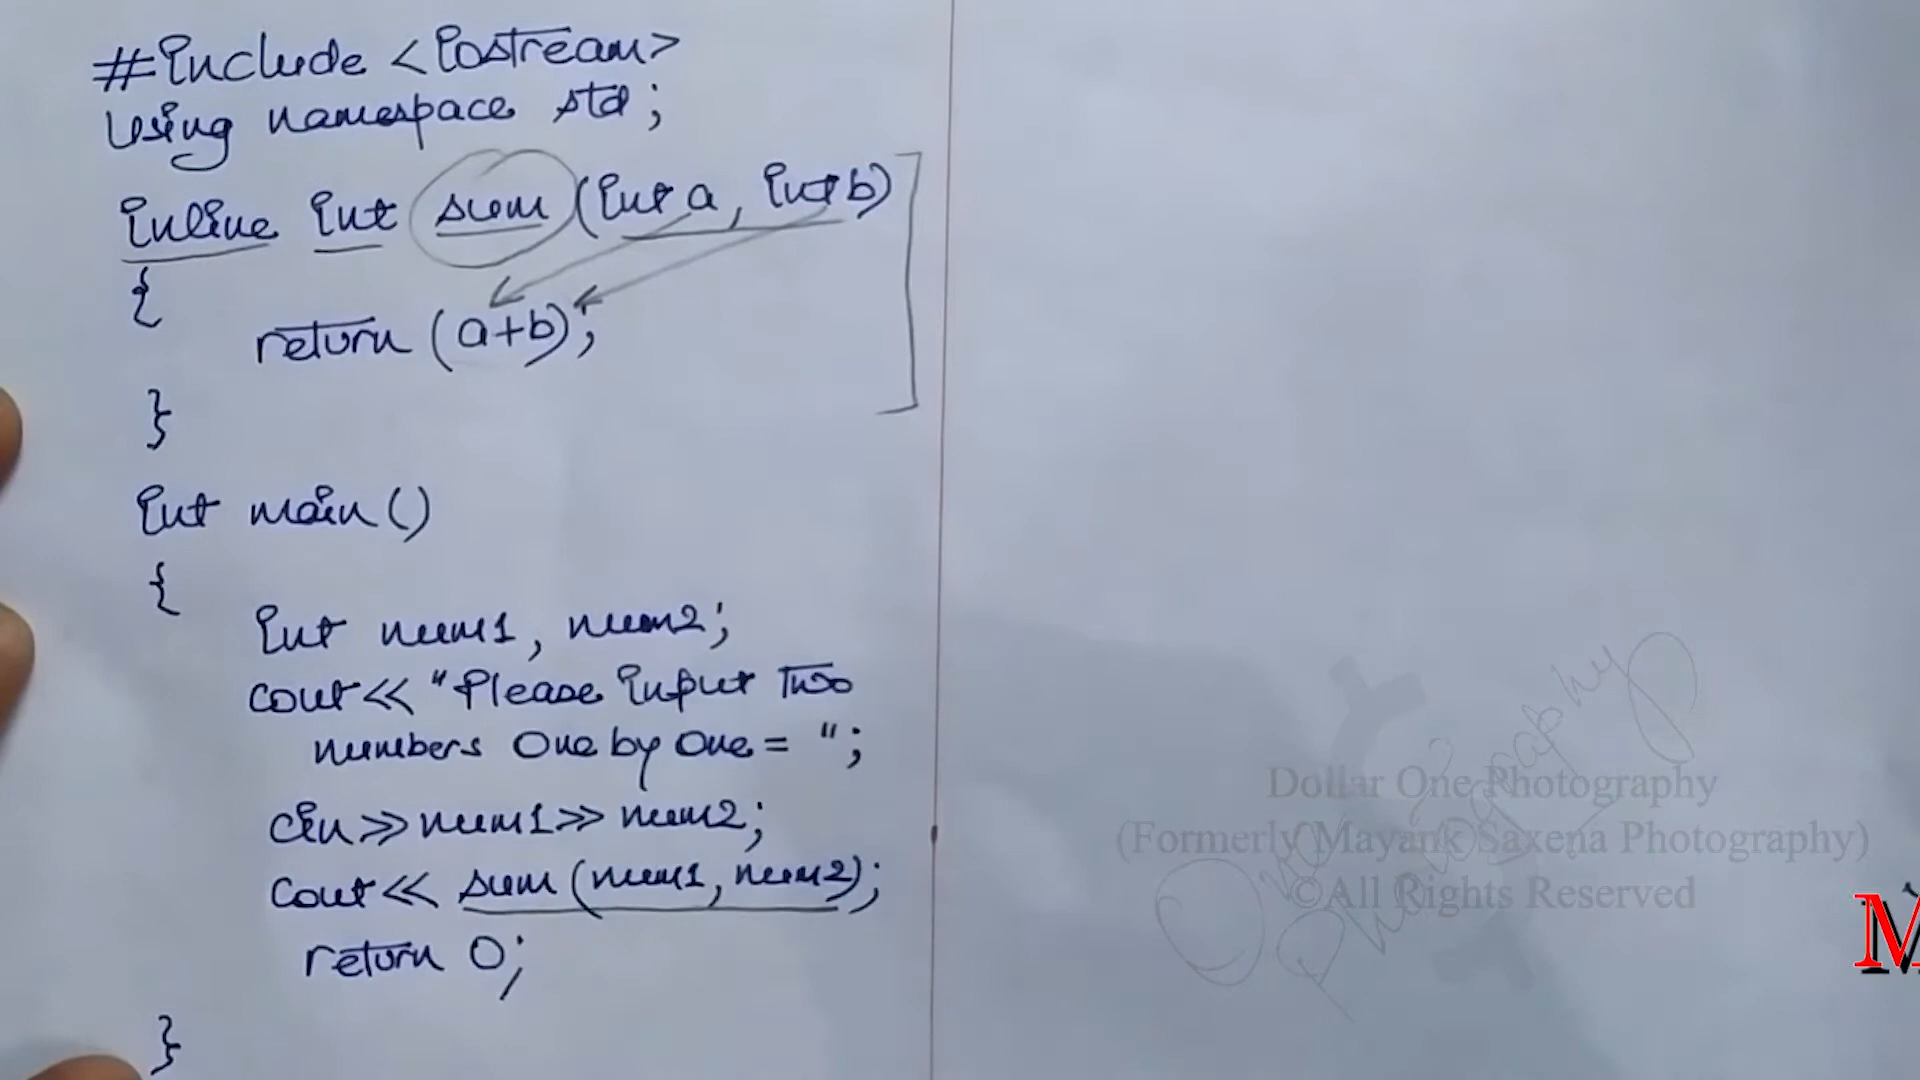 #include <iostream>
using namespace std;
inline int sum (int a, int b)
{
return (a+b);
}
int main()
{
int num1, num2;
cout<< "Please input Two
numbers One by One = ";
cin>>num1>>num2;
cout<< sum (num1, num2);
return 0;
}
Dollar One Photography
(Formerly Mayank Saxena Photography)
©All Rights Reserved
Photography
M